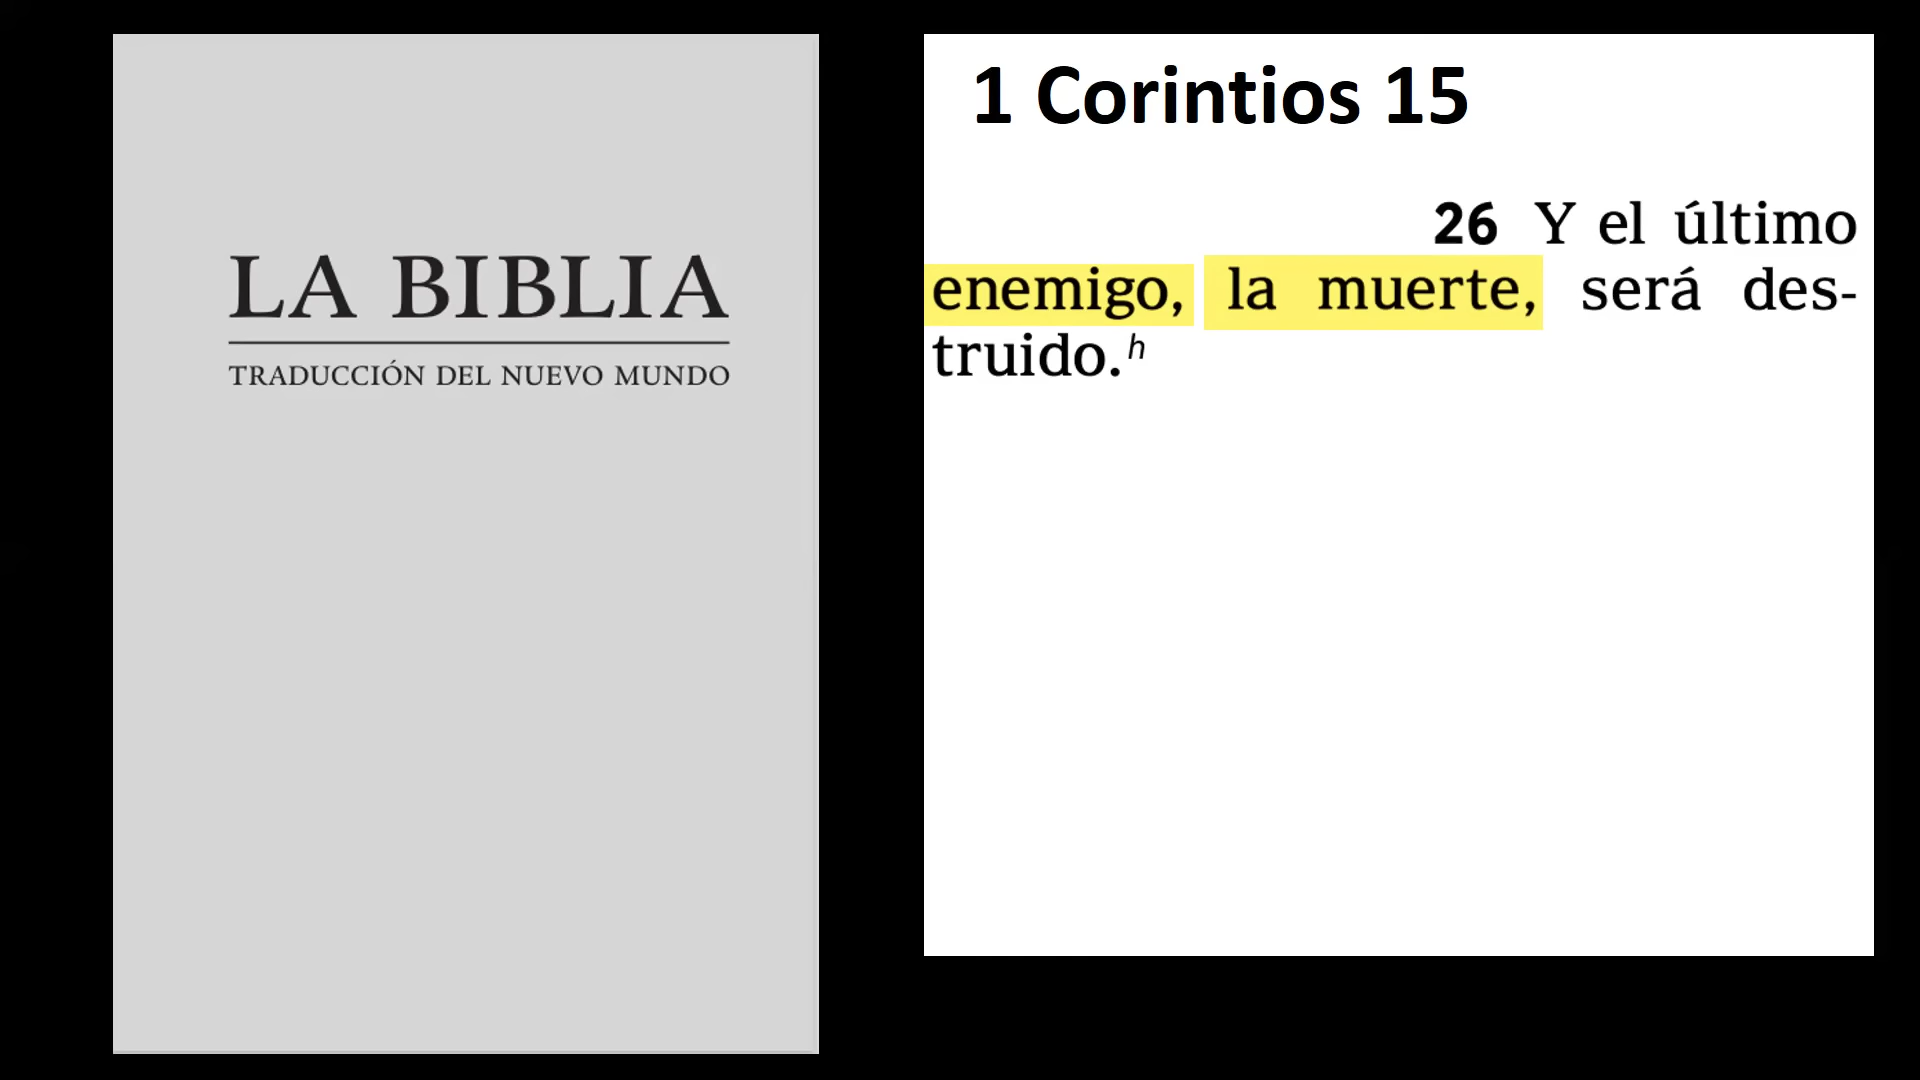 LA BIBLIA
TRADUCCIÓN DEL NUEVO MUNDO
1 Corintios 15
26 Y el último
enemigo, la muerte, será des-
truido.h